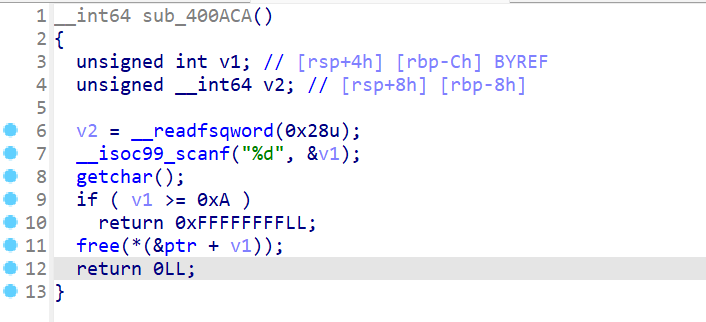 1 __int64 sub_400ACA()
2 {
3 unsigned int v1; // [rsp+4h] [rbp-Ch] BYREF
4 unsigned __int64 v2; // [rsp+8h] [rbp-8h]
5
6 v2 = __readfsqword(0x28u);
7 __isoc99_scanf("%d", &v1);
8 getchar();
9 if ( v1 >= 0xA )
10 return 0xFFFFFFFFLL;
11 free(*(&ptr + v1));
12 return 0LL;
13 }